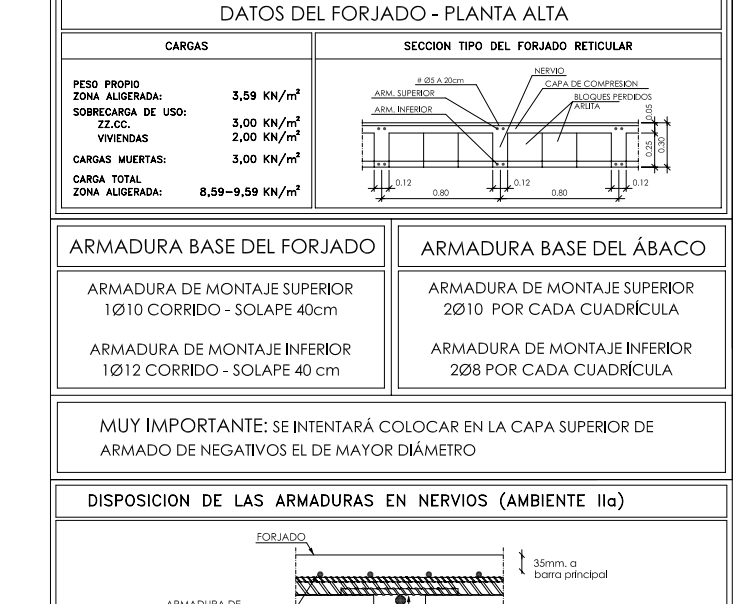 DATOS DEL FORJADO - PLANTA ALTA
CARGAS
PESO PROPIO
ZONA ALIGERADA: 3,59 KN/m²
SOBRECARGA DE USO:
ZZ.CC. 3,00 KN/m²
VIVIENDAS 2,00 KN/m²
CARGAS MUERTAS: 3,00 KN/m²
CARGA TOTAL
ZONA ALIGERADA: 8,59-9,59 KN/m²
SECCION TIPO DEL FORJADO RETICULAR
NERVIO
# Ø5 A 20cm
CAPA DE COMPRESION
ARM. SUPERIOR
BLOQUES PERDIDOS
ARLITA
ARM. INFERIOR
0.05
0.25
0.30
0.12
0.12
0.12
0.80
0.80
ARMADURA BASE DEL FORJADO
ARMADURA DE MONTAJE SUPERIOR
1Ø10 CORRIDO - SOLAPE 40cm
ARMADURA DE MONTAJE INFERIOR
1Ø12 CORRIDO - SOLAPE 40 cm
ARMADURA BASE DEL ÁBACO
ARMADURA DE MONTAJE SUPERIOR
2Ø10 POR CADA CUADRÍCULA
ARMADURA DE MONTAJE INFERIOR
2Ø8 POR CADA CUADRÍCULA
MUY IMPORTANTE: SE INTENTARÁ COLOCAR EN LA CAPA SUPERIOR DE
ARMADO DE NEGATIVOS EL DE MAYOR DIÁMETRO
DISPOSICION DE LAS ARMADURAS EN NERVIOS (AMBIENTE IIa)
FORJADO
35mm. a
barra principal
ARMADURA DE